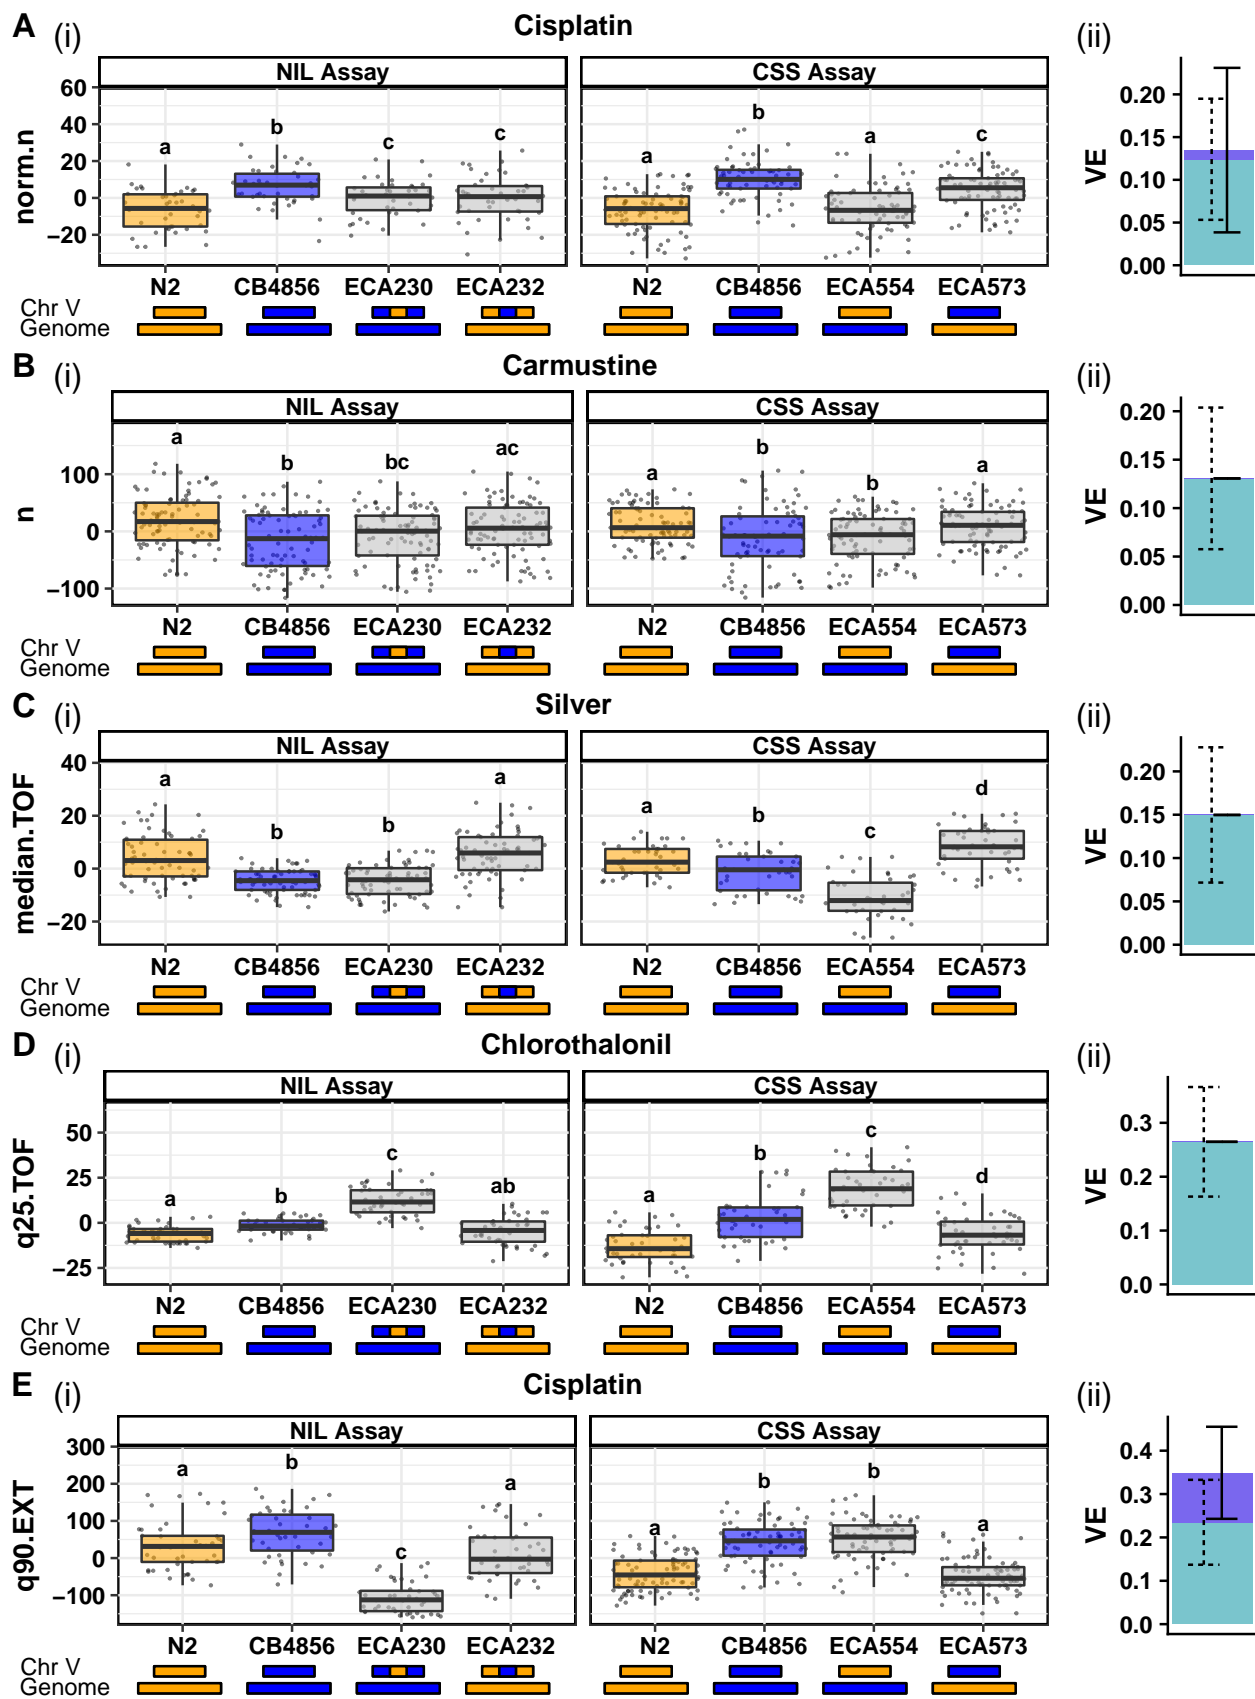 A (i) Cisplatin (ii)
NIL Assay CSS Assay
norm.n
60
40
20
0
−20
a b c c a b a c
N2 CB4856 ECA230 ECA232 N2 CB4856 ECA554 ECA573
Chr V
Genome
VE
0.20
0.15
0.10
0.05
0.00
B (i) Carmustine (ii)
NIL Assay CSS Assay
n
100
0
−100
a b bc ac a b b a
N2 CB4856 ECA230 ECA232 N2 CB4856 ECA554 ECA573
Chr V
Genome
VE
0.20
0.15
0.10
0.05
0.00
C (i) Silver (ii)
NIL Assay CSS Assay
median.TOF
40
20
0
−20
a b b a a b c d
N2 CB4856 ECA230 ECA232 N2 CB4856 ECA554 ECA573
Chr V
Genome
VE
0.20
0.15
0.10
0.05
0.00
D (i) Chlorothalonil (ii)
NIL Assay CSS Assay
q25.TOF
50
25
0
−25
a b c ab a b c d
N2 CB4856 ECA230 ECA232 N2 CB4856 ECA554 ECA573
Chr V
Genome
VE
0.3
0.2
0.1
0.0
E (i) Cisplatin (ii)
NIL Assay CSS Assay
q90.EXT
300
200
100
0
−100
a b c a a b b a
N2 CB4856 ECA230 ECA232 N2 CB4856 ECA554 ECA573
Chr V
Genome
VE
0.4
0.3
0.2
0.1
0.0